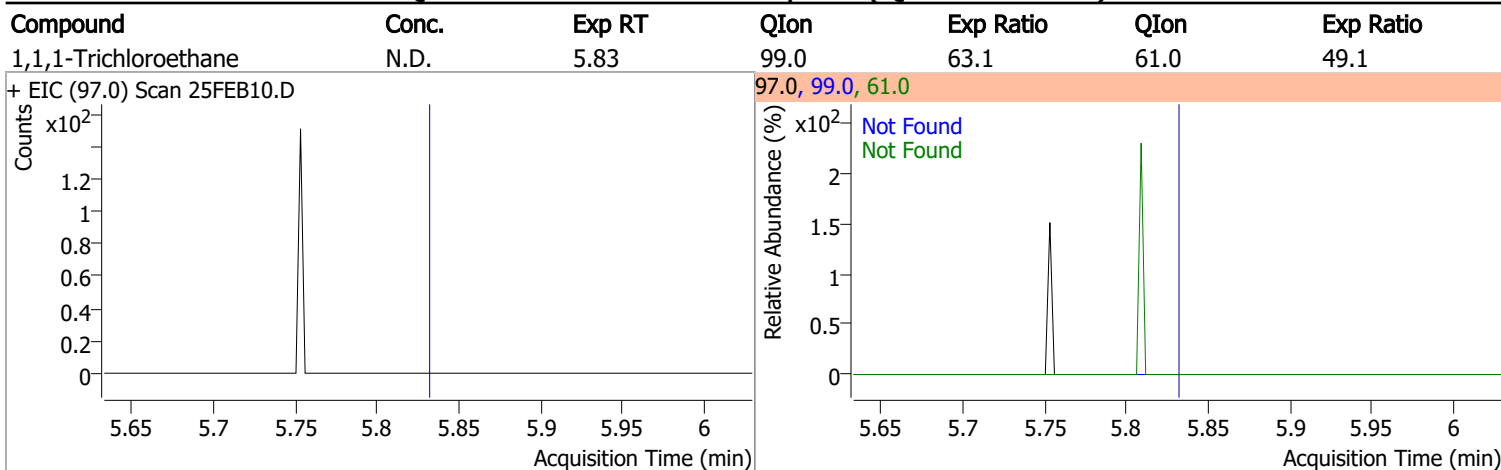 Compound Conc. Exp RT QIon Exp Ratio QIon Exp Ratio
1,1,1-Trichloroethane N.D. 5.83 99.0 63.1 61.0 49.1
+ EIC (97.0) Scan 25FEB10.D
Counts
x10²
1.2
1
0.8
0.6
0.4
0.2
0
5.65 5.7 5.75 5.8 5.85 5.9 5.95 6
Acquisition Time (min)
97.0, 99.0, 61.0
Relative Abundance (%)
x10²
Not Found
Not Found
2
1.5
1
0.5
0
5.65 5.7 5.75 5.8 5.85 5.9 5.95 6
Acquisition Time (min)